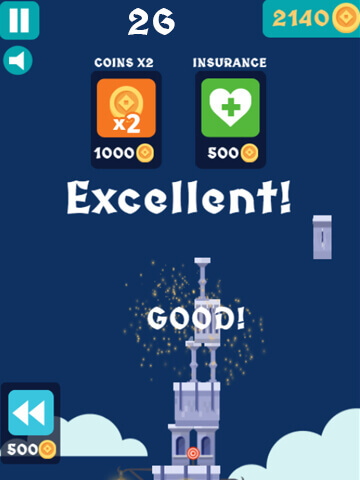 26
2140
COINS X2
INSURANCE
x2
1000
500
Excellent!
GOOD!
500